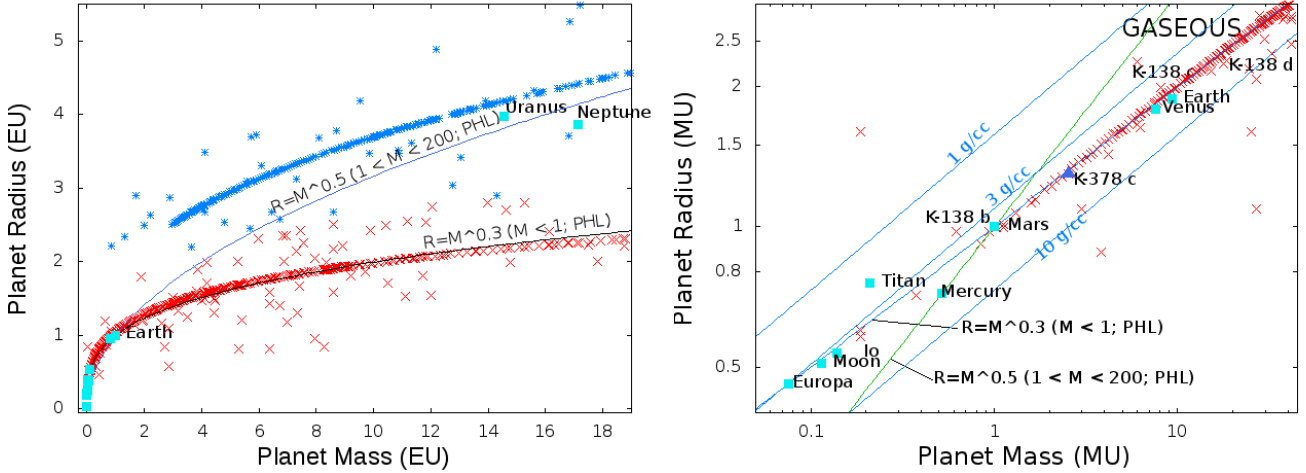 5
4
3
2
1
0
Planet Radius (EU)
Uranus
Neptune
R=M^0.5 (1 < M < 200; PHL)
R=M^0.3 (M < 1; PHL)
Earth
0 2 4 6 8 10 12 14 16 18
Planet Mass (EU)
GASEOUS
2.5
2
1.5
1
0.8
0.5
Planet Radius (MU)
K-138 c
K-138 d
Earth
Venus
1 g/cc
3 g/cc
10 g/cc
K-378 c
K-138 b
Mars
Titan
Mercury
R=M^0.3 (M < 1; PHL)
Io
Moon
R=M^0.5 (1 < M < 200; PHL)
Europa
0.1 1 10
Planet Mass (MU)